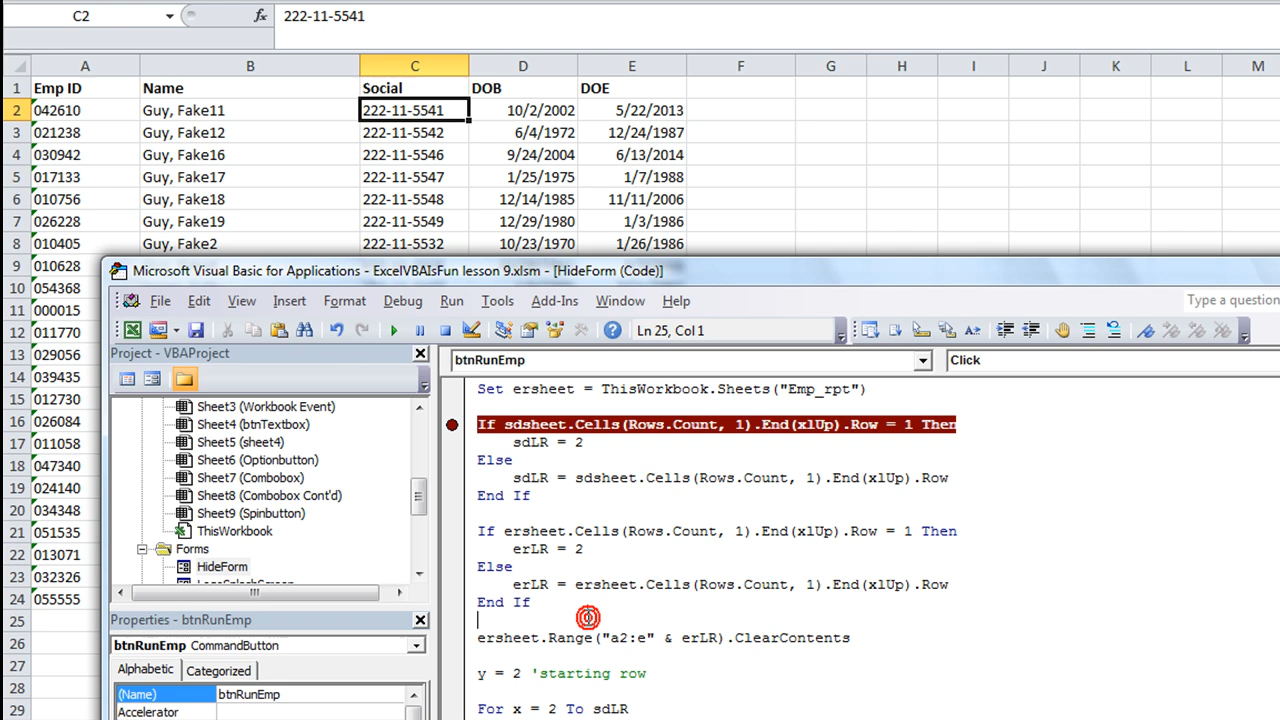 C2 fx 222-11-5541
A B C D E F G H I J K L M
1 Emp ID Name Social DOB DOE
2 042610 Guy, Fake11 222-11-5541 10/2/2002 5/22/2013
3 021238 Guy, Fake12 222-11-5542 6/4/1972 12/24/1987
4 030942 Guy, Fake16 222-11-5546 9/24/2004 6/13/2014
5 017133 Guy, Fake17 222-11-5547 1/25/1975 1/7/1988
6 010756 Guy, Fake18 222-11-5548 12/14/1985 11/11/2006
7 026228 Guy, Fake19 222-11-5549 12/29/1980 1/3/1986
8 010405 Guy, Fake2 222-11-5532 10/23/1970 1/26/1986
9 010628
10 054368
11 000015
12 011770
13 029056
14 039435
15 012730
16 026084
17 011058
18 047340
19 024140
20 034348
21 051535
22 013071
23 032326
24 055555
25
26
27
28
29
Microsoft Visual Basic for Applications - ExcelVBAIsFun lesson 9.xlsm - [HideForm (Code)]
File Edit View Insert Format Debug Run Tools Add-Ins Window Help Type a question
Ln 25, Col 1
Project - VBAProject
Sheet3 (Workbook Event)
Sheet4 (btnTextbox)
Sheet5 (sheet4)
Sheet6 (Optionbutton)
Sheet7 (Combobox)
Sheet8 (Combobox Cont'd)
Sheet9 (Spinbutton)
ThisWorkbook
Forms
HideForm
Properties - btnRunEmp
btnRunEmp CommandButton
Alphabetic Categorized
(Name) btnRunEmp
Accelerator
btnRunEmp Click
Set ersheet = ThisWorkbook.Sheets("Emp_rpt")
If sdsheet.Cells(Rows.Count, 1).End(xlUp).Row = 1 Then
sdLR = 2
Else
sdLR = sdsheet.Cells(Rows.Count, 1).End(xlUp).Row
End If
If ersheet.Cells(Rows.Count, 1).End(xlUp).Row = 1 Then
erLR = 2
Else
erLR = ersheet.Cells(Rows.Count, 1).End(xlUp).Row
End If
ersheet.Range("a2:e" & erLR).ClearContents
y = 2 'starting row
For x = 2 To sdLR